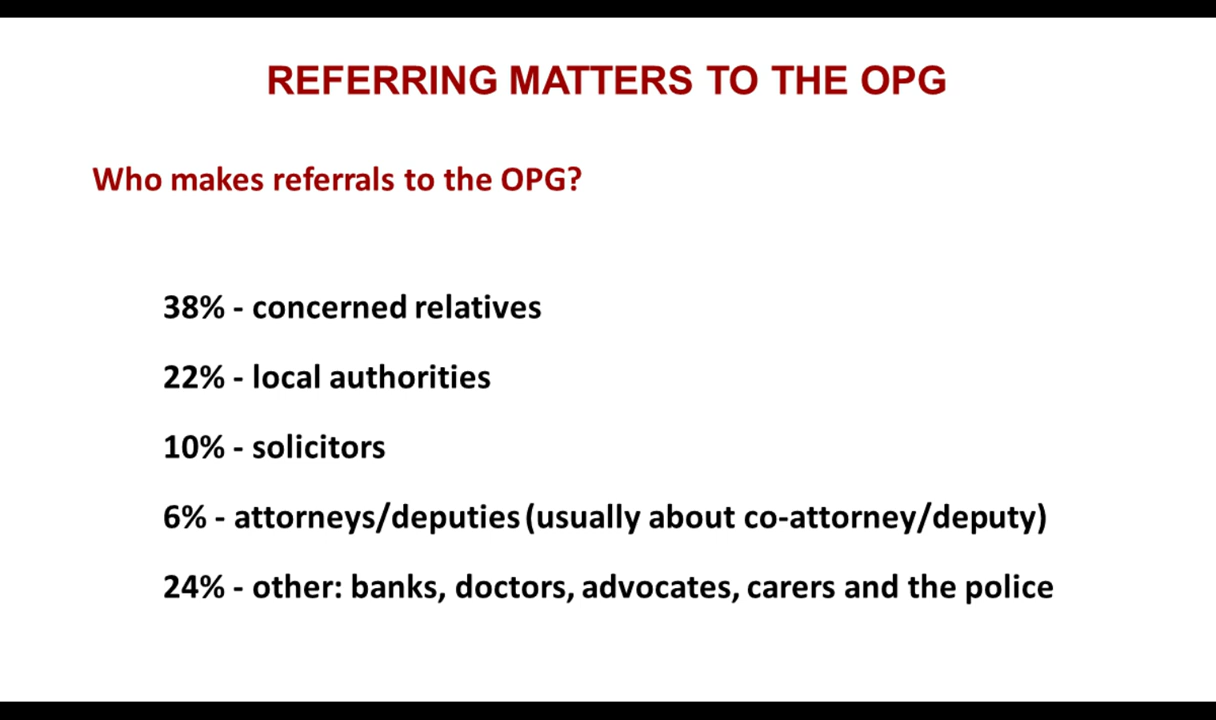 REFERRING MATTERS TO THE OPG
Who makes referrals to the OPG?
38% - concerned relatives
22% - local authorities
10% - solicitors
6% - attorneys/deputies (usually about co-attorney/deputy)
24% - other: banks, doctors, advocates, carers and the police